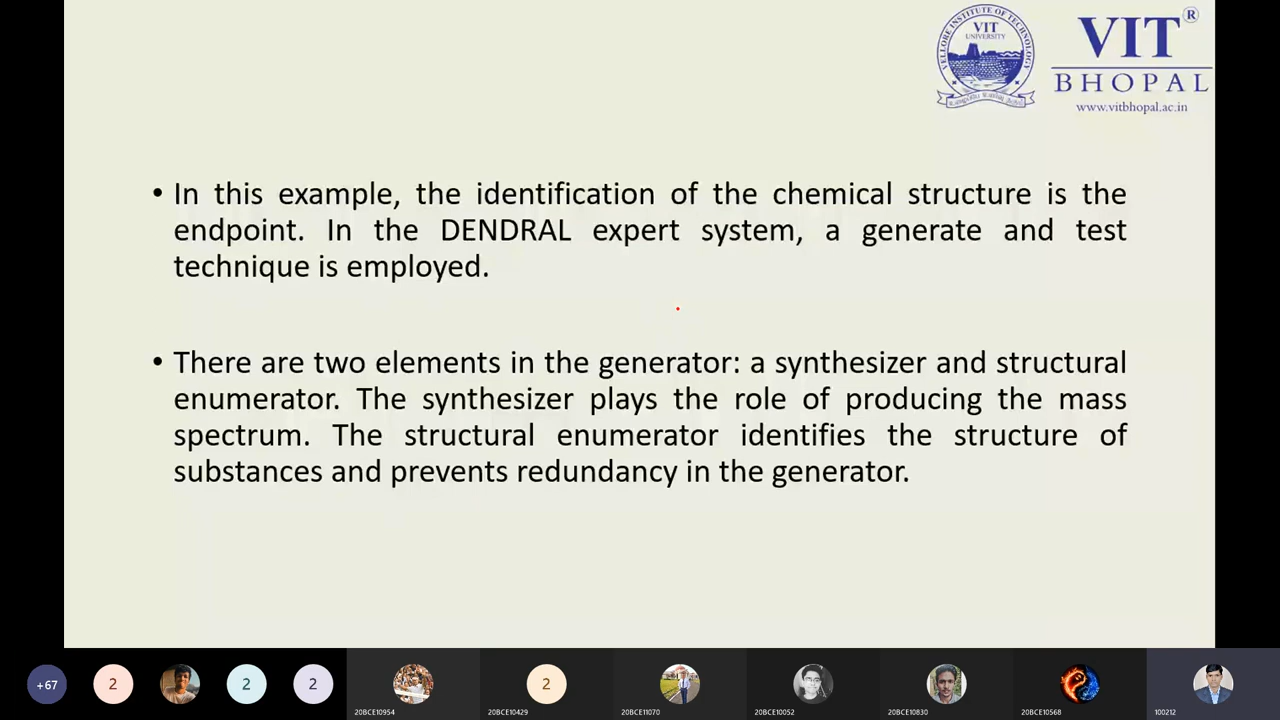 VELLORE INSTITUTE OF TECHNOLOGY
VIT
UNIVERSITY
VIT®
BHOPAL
www.vitbhopal.ac.in
• In this example, the identification of the chemical structure is the
endpoint. In the DENDRAL expert system, a generate and test
technique is employed.
• There are two elements in the generator: a synthesizer and structural
enumerator. The synthesizer plays the role of producing the mass
spectrum. The structural enumerator identifies the structure of
substances and prevents redundancy in the generator.
+67
2
2
2
2
20BCE10954
20BCE10429
20BCE11070
20BCE10052
20BCE10830
20BCE10568
100212